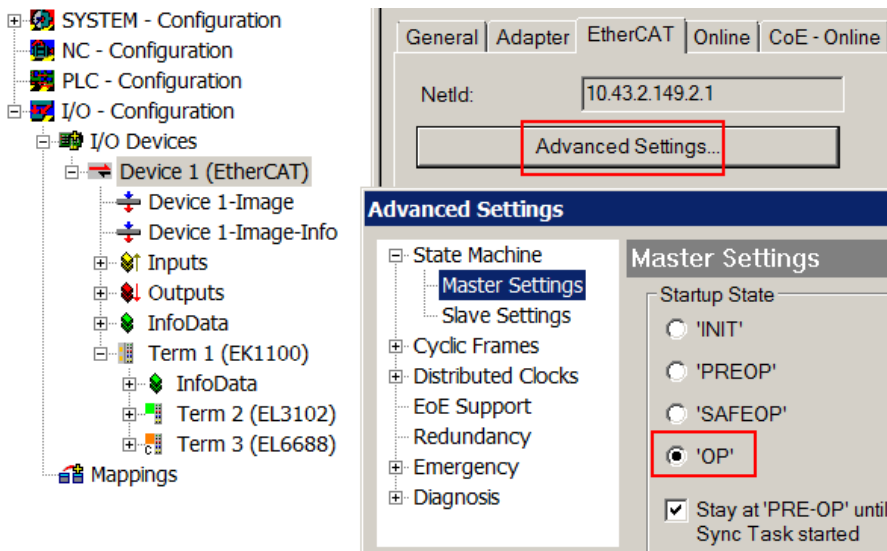 SYSTEM - Configuration
NC - Configuration
PLC - Configuration
I/O - Configuration
I/O Devices
Device 1 (EtherCAT)
Device 1-Image
Device 1-Image-Info
Inputs
Outputs
InfoData
Term 1 (EK1100)
InfoData
Term 2 (EL3102)
Term 3 (EL6688)
Mappings
General Adapter EtherCAT Online CoE - Online
NetId: 10.43.2.149.2.1
Advanced Settings...
Advanced Settings
State Machine
Master Settings
Slave Settings
Cyclic Frames
Distributed Clocks
EoE Support
Redundancy
Emergency
Diagnosis
Master Settings
Startup State
'INIT'
'PREOP'
'SAFEOP'
'OP'
Stay at 'PRE-OP' until
Sync Task started